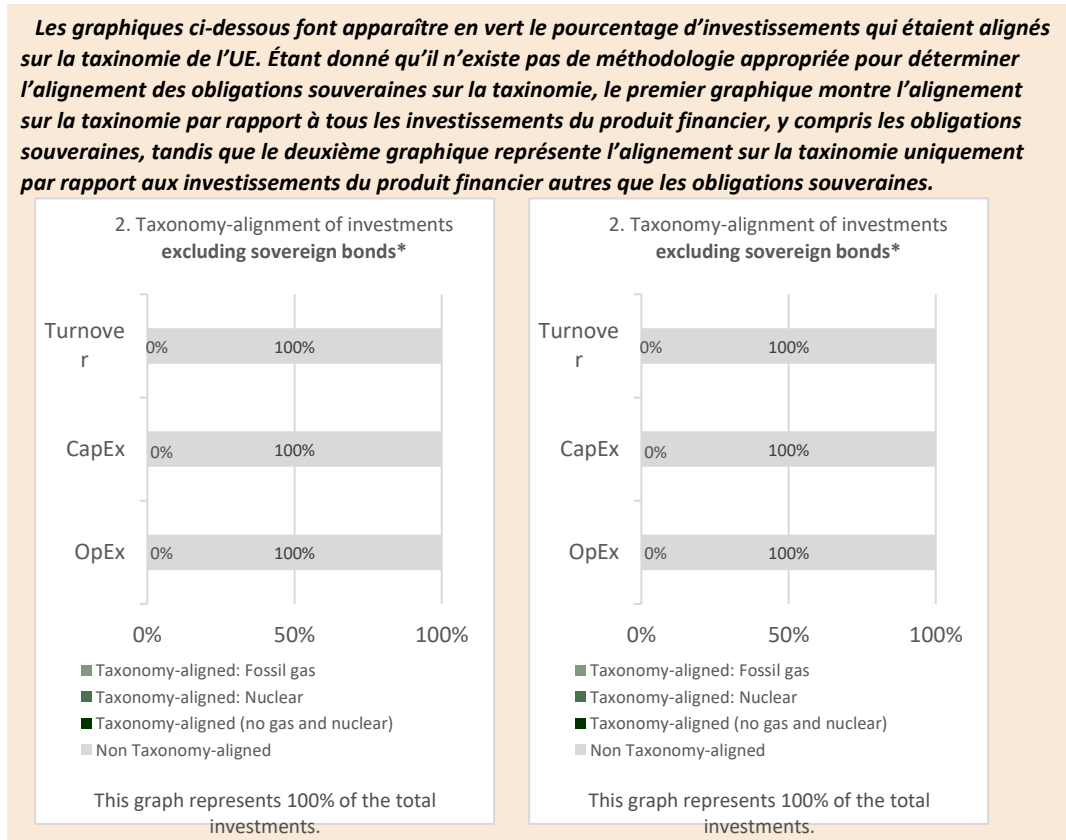 Les graphiques ci-dessous font apparaître en vert le pourcentage d’investissements qui étaient alignés
sur la taxinomie de l’UE. Étant donné qu’il n’existe pas de méthodologie appropriée pour déterminer
l’alignement des obligations souveraines sur la taxinomie, le premier graphique montre l’alignement
sur la taxinomie par rapport à tous les investissements du produit financier, y compris les obligations
souveraines, tandis que le deuxième graphique représente l’alignement sur la taxinomie uniquement
par rapport aux investissements du produit financier autres que les obligations souveraines.
2. Taxonomy-alignment of investments
excluding sovereign bonds*
Turnove
r
0% 100%
CapEx 0% 100%
OpEx 0% 100%
0% 50% 100%
Taxonomy-aligned: Fossil gas
Taxonomy-aligned: Nuclear
Taxonomy-aligned (no gas and nuclear)
Non Taxonomy-aligned
This graph represents 100% of the total
investments.
2. Taxonomy-alignment of investments
excluding sovereign bonds*
Turnove
r
0% 100%
CapEx 0% 100%
OpEx 0% 100%
0% 50% 100%
Taxonomy-aligned: Fossil gas
Taxonomy-aligned: Nuclear
Taxonomy-aligned (no gas and nuclear)
Non Taxonomy-aligned
This graph represents 100% of the total
investments.